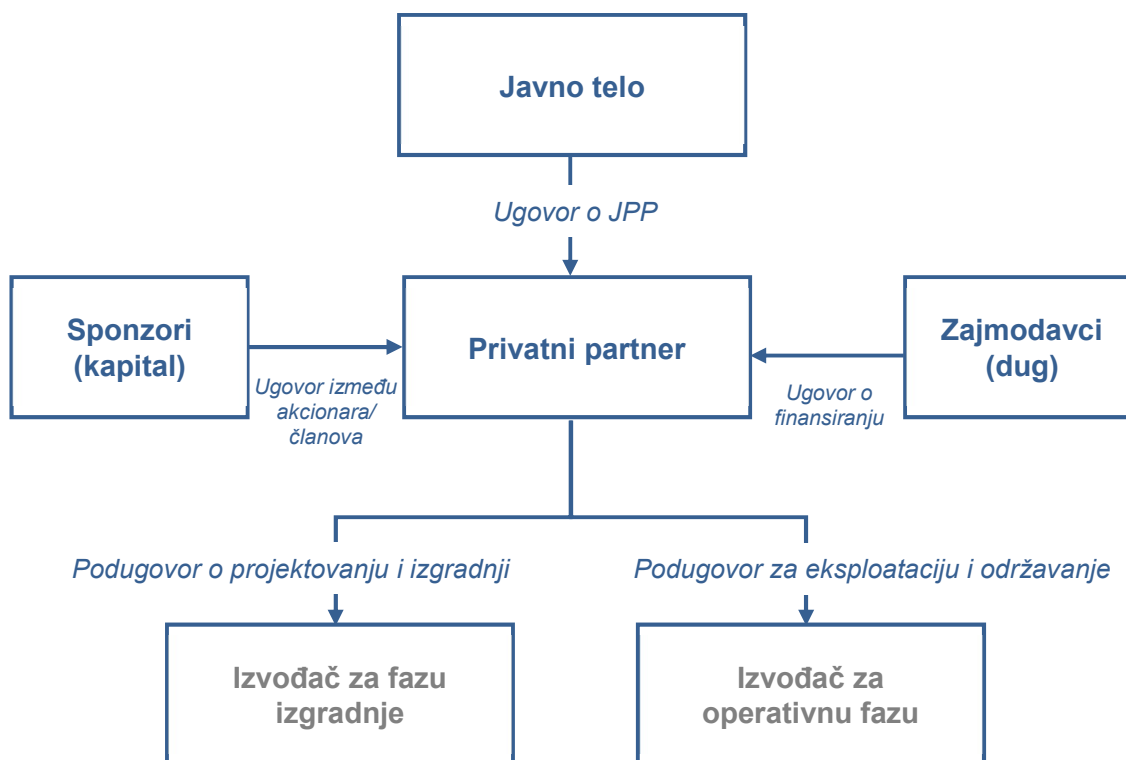 Javno telo
Ugovor o JPP
Sponzori
(kapital)
Ugovor između
akcionara/
članova
Privatni partner
Zajmodavci
(dug)
Ugovor o
finansiranju
Podugovor o projektovanju i izgradnji
Podugovor za eksploataciju i održavanje
Izvođač za fazu
izgradnje
Izvođač za
operativnu fazu